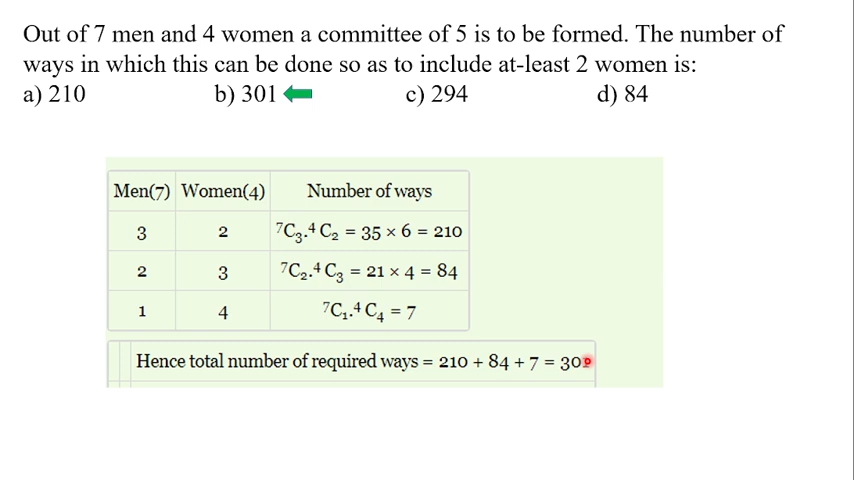 Out of 7 men and 4 women a committee of 5 is to be formed. The number of
ways in which this can be done so as to include at-least 2 women is:
a) 210 b) 301 c) 294 d) 84
Men(7) Women(4) Number of ways
3 2 ⁷C₃.⁴C₂ = 35 × 6 = 210
2 3 ⁷C₂.⁴C₃ = 21 × 4 = 84
1 4 ⁷C₁.⁴C₄ = 7
Hence total number of required ways = 210 + 84 + 7 =